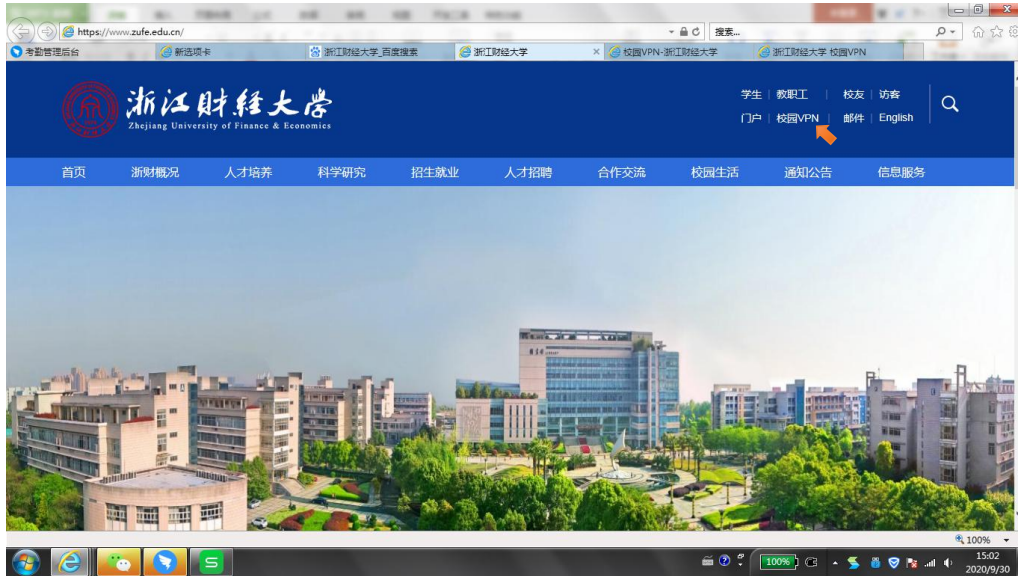 https://www.zufe.edu.cn/
搜索...
考勤管理后台
新选项卡
浙江财经大学_百度搜索
浙江财经大学
校园VPN-浙江财经大学
浙江财经大学 校园VPN
浙江财经大学
Zhejiang University of Finance & Economics
学生 | 教职工 | 校友 | 访客
门户 | 校园VPN | 邮件 | English
首页
浙财概况
人才培养
科学研究
招生就业
人才招聘
合作交流
校园生活
通知公告
信息服务
100%
100%
15:02
2020/9/30